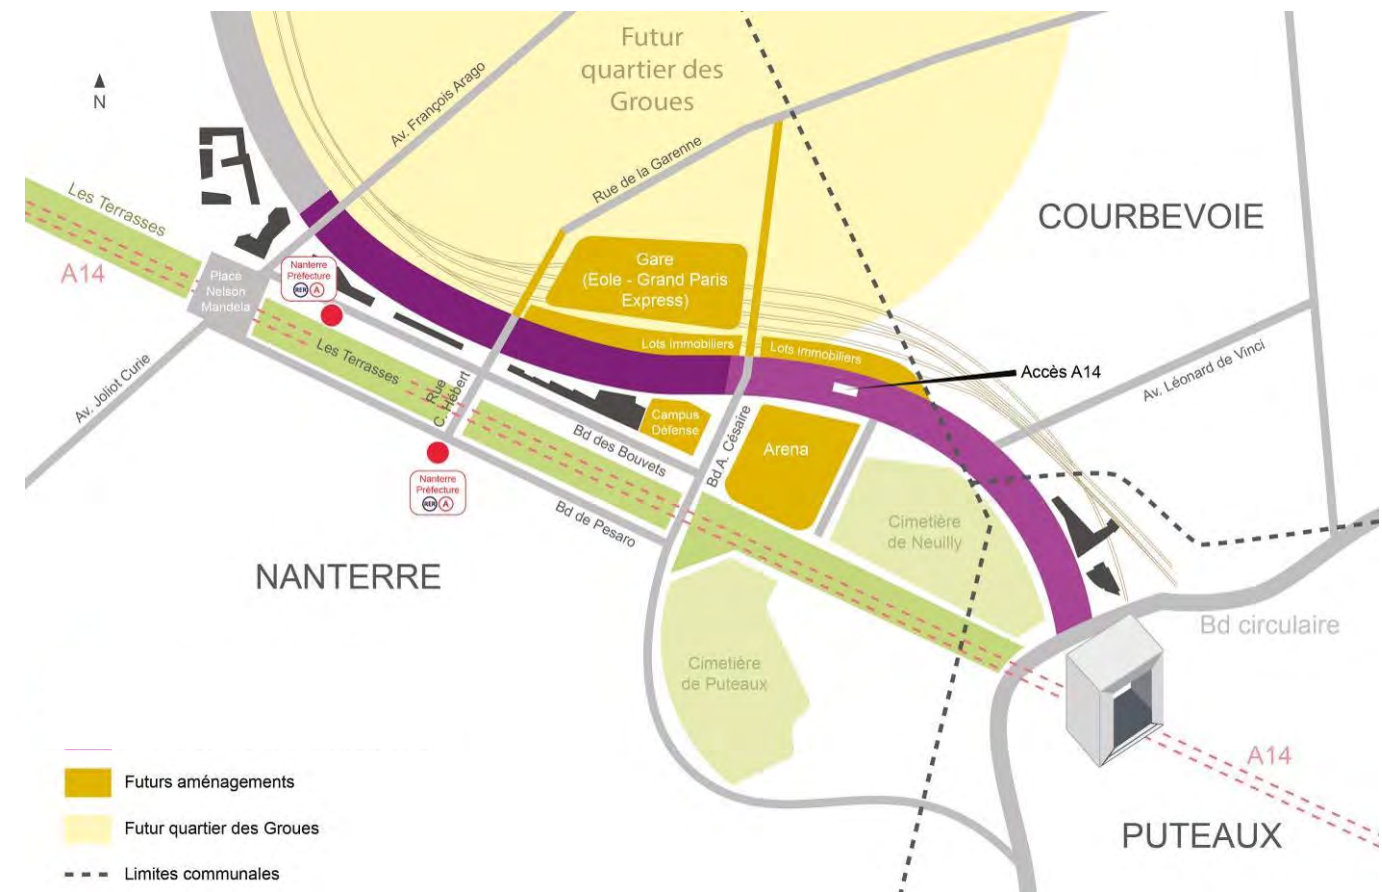 Futur
quartier des
Groues
N
Av. François Arago
Rue de la Garenne
Les Terrasses
A14
COURBEVOIE
Place
Nelson
Mandela
Nanterre
Préfecture
RER A
Gare
(Eole - Grand Paris
Express)
Lots immobiliers
Lots immobiliers
Les Terrasses
Accès A14
Av. Léonard de Vinci
Av. Joliot Curie
Rue
C. Hébert
Campus
Défense
Bd A. Césaire
Arena
Bd des Bouvets
Nanterre
Préfecture
RER A
Bd de Pesaro
Cimetière
de Neuilly
NANTERRE
Bd circulaire
Cimetière
de Puteaux
A14
PUTEAUX
Futurs aménagements
Futur quartier des Groues
Limites communales